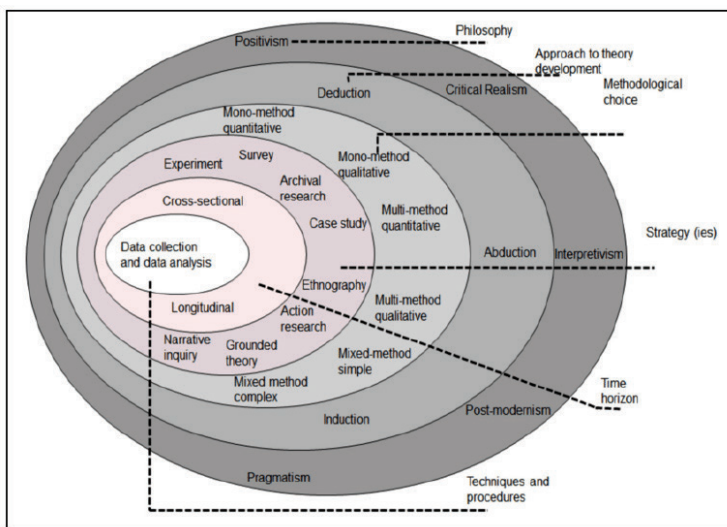 Philosophy
Positivism
Approach to theory
development
Deduction
Critical Realism
Methodological
choice
Mono-method
quantitative
Survey
Mono-method
qualitative
Experiment
Archival
research
Cross-sectional
Multi-method
quantitative
Case study
Strategy (ies)
Data collection
and data analysis
Abduction
Interpretivism
Ethnography
Longitudinal
Action
research
Multi-method
qualitative
Narrative
inquiry
Grounded
theory
Mixed-method
simple
Mixed method
complex
Time
horizon
Post-modernism
Induction
Pragmatism
Techniques and
procedures